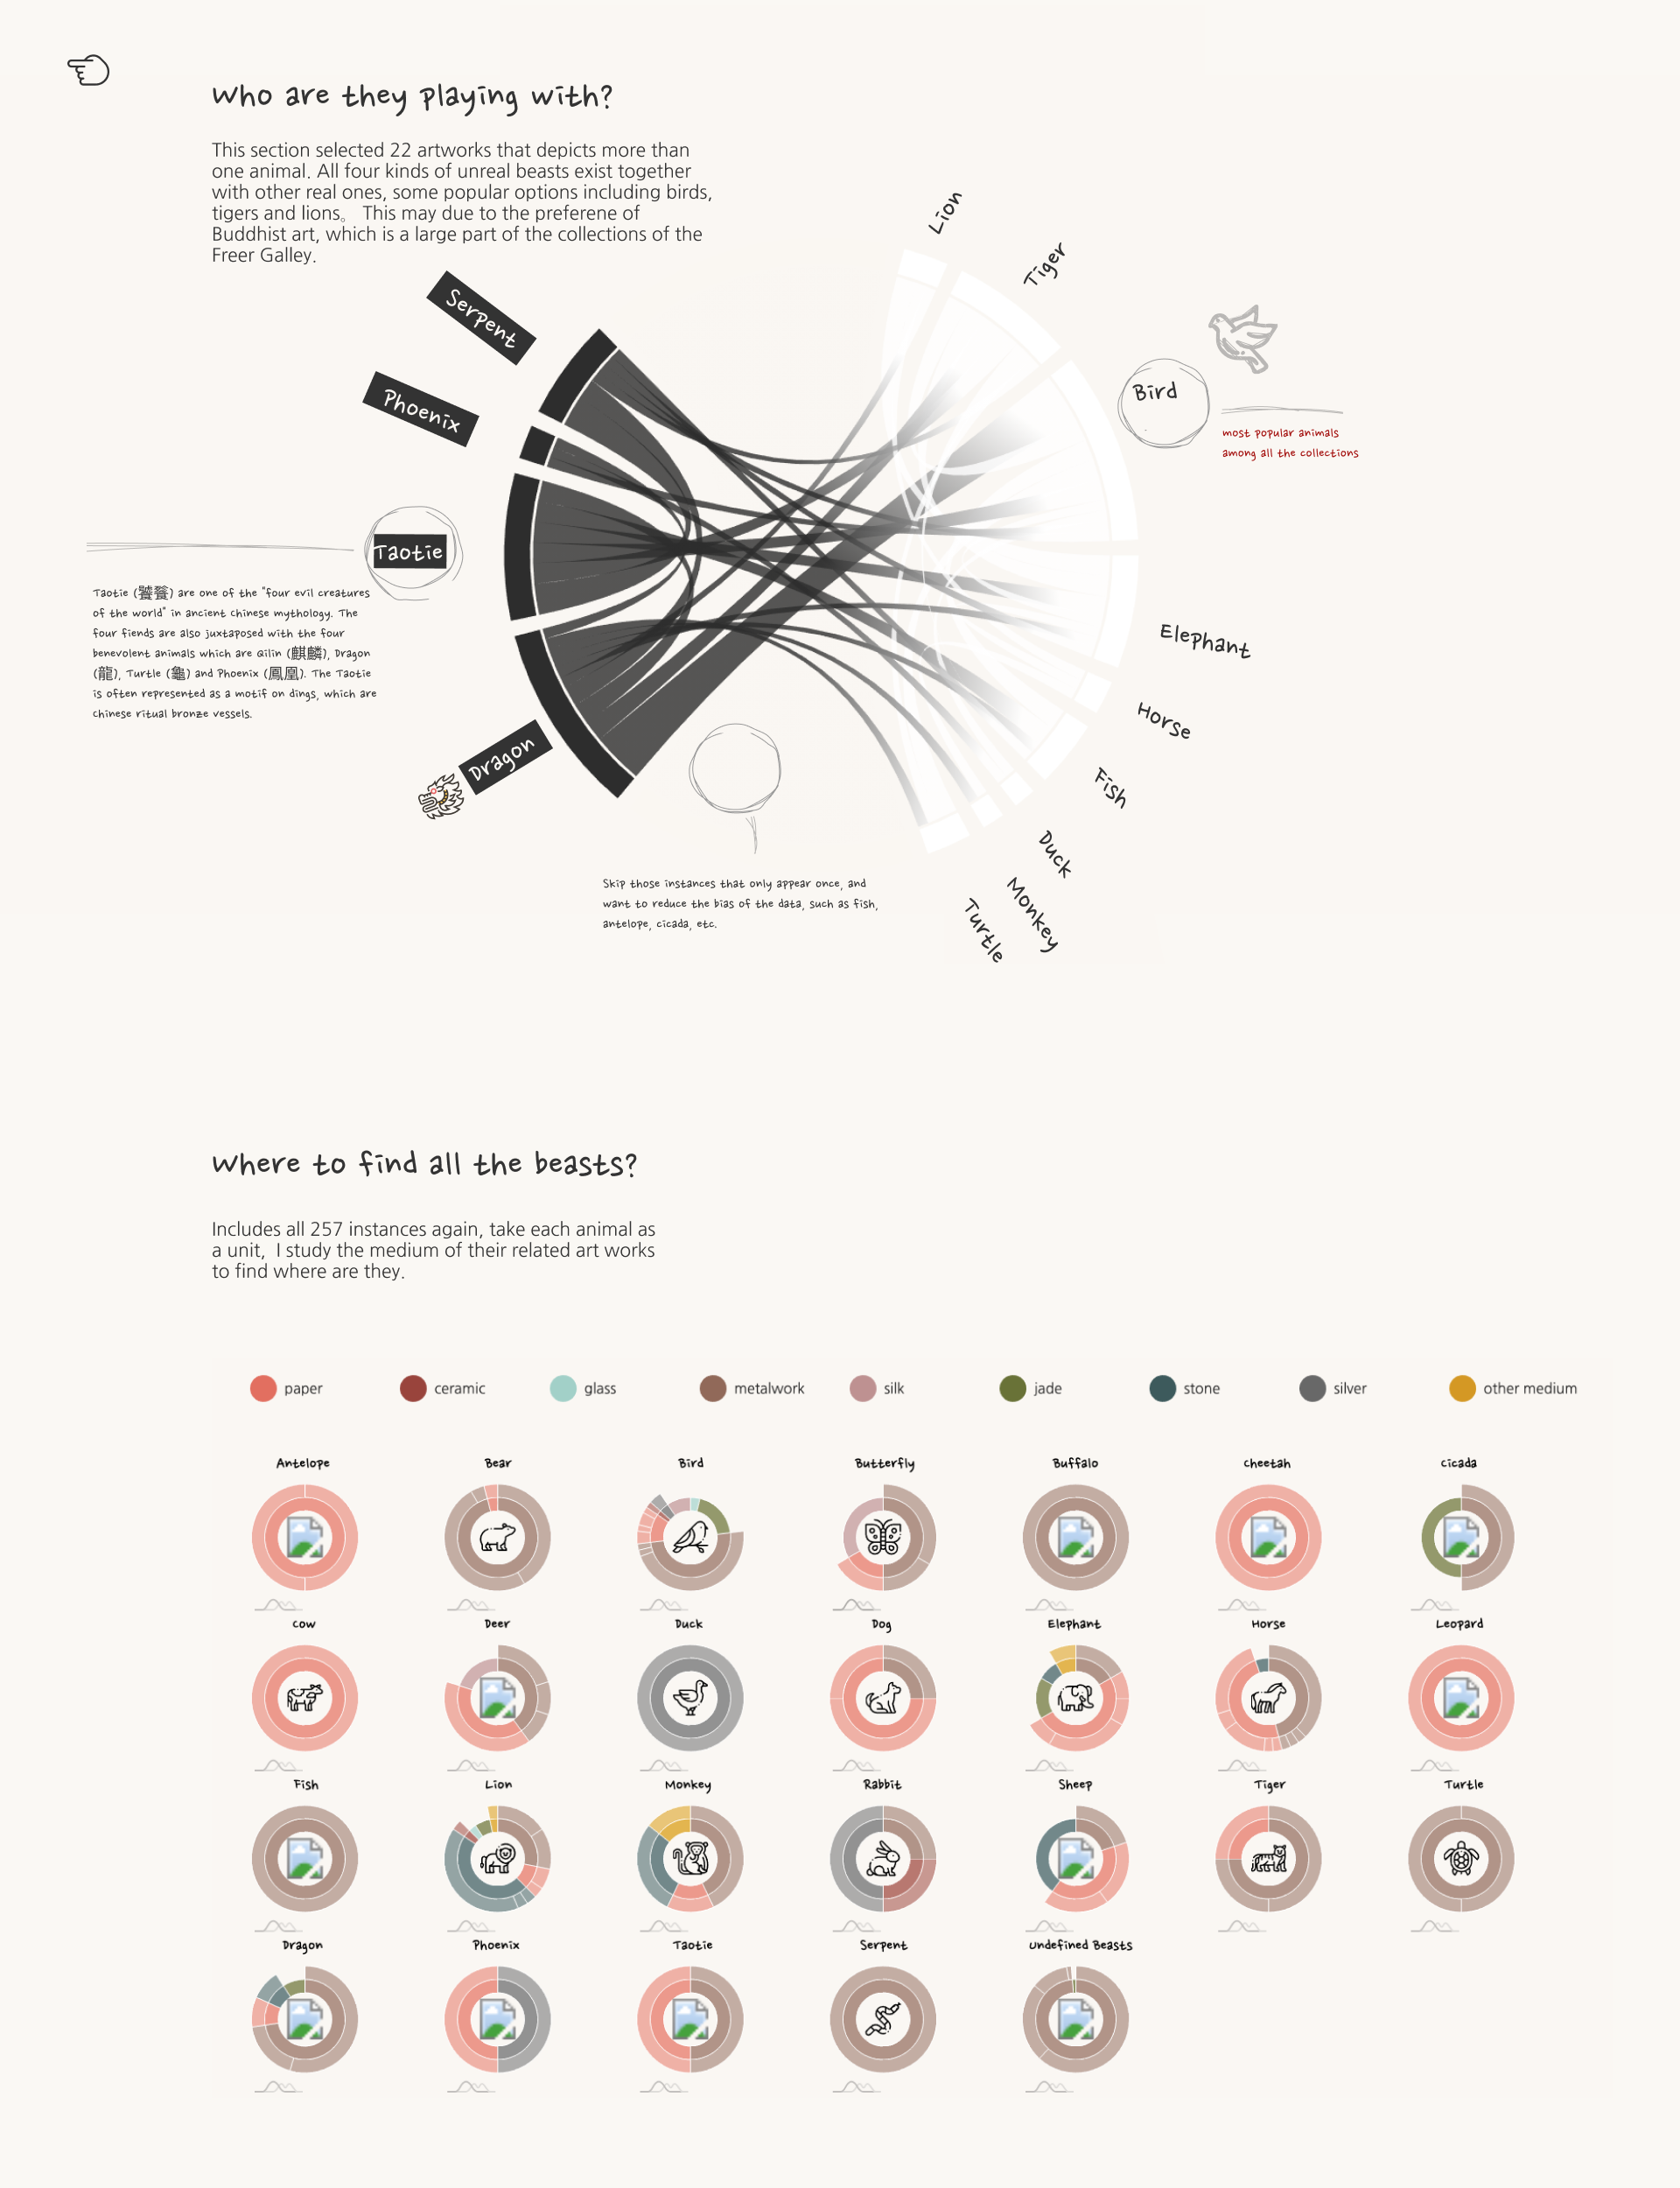 Who are they playing with?
This section selected 22 artworks that depicts more than
one animal. All four kinds of unreal beasts exist together
with other real ones, some popular options including birds,
tigers and lions。 This may due to the preferene of
Buddhist art, which is a large part of the collections of the
Freer Galley.
Serpent
Phoenix
Taotie
Dragon
Lion
Tiger
Bird
Elephant
Horse
Fish
Duck
Monkey
Turtle
most popular animals
among all the collections
Taotie (饕餮) are one of the "four evil creatures
of the world" in ancient Chinese mythology. The
four fiends are also juxtaposed with the four
benevolent animals which are Qilin (麒麟), Dragon
(龍), Turtle (龜) and Phoenix (鳳凰). The Taotie
is often represented as a motif on dings, which are
Chinese ritual bronze vessels.
Skip those instances that only appear once, and
want to reduce the bias of the data, such as fish,
antelope, cicada, etc.
Where to find all the beasts?
Includes all 257 instances again, take each animal as
a unit,  I study the medium of their related art works
to find where are they.
paper ceramic glass metalwork silk jade stone silver other medium
Antelope Bear Bird Butterfly Buffalo Cheetah Cicada
Cow Deer Duck Dog Elephant Horse Leopard
Fish Lion Monkey Rabbit Sheep Tiger Turtle
Dragon Phoenix Taotie Serpent Undefined Beasts